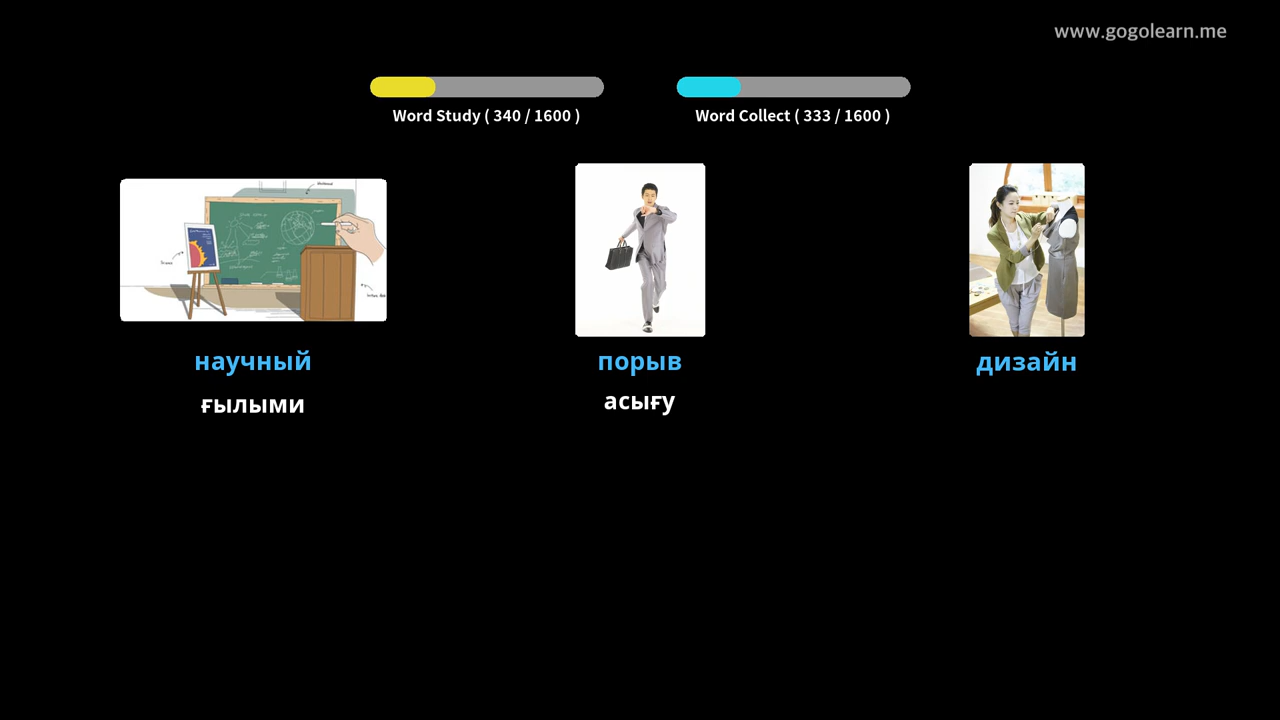 www.gogolearn.me
Word Study ( 340 / 1600 )
Word Collect ( 333 / 1600 )
научный
порыв
дизайн
ғылыми
асығу